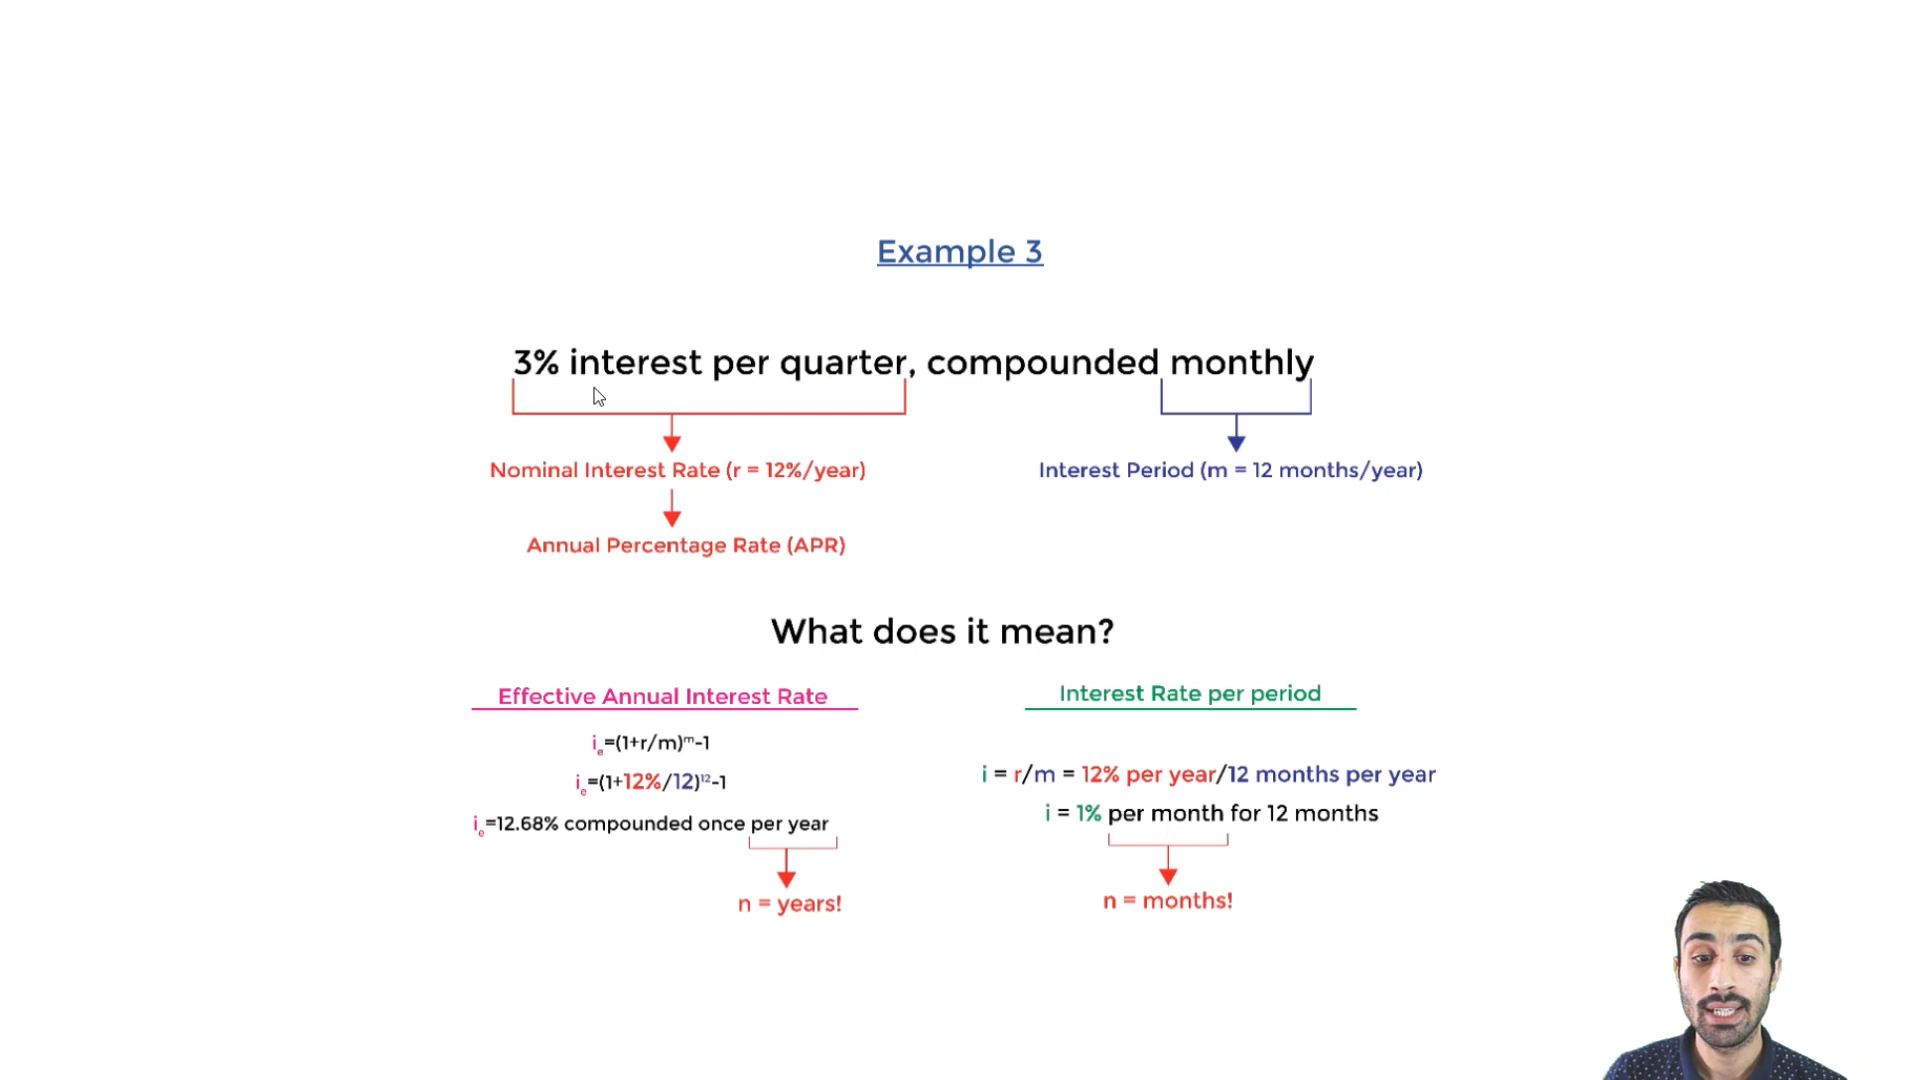 Example 3
3% interest per quarter, compounded monthly
Nominal Interest Rate (r = 12%/year)
Interest Period (m = 12 months/year)
Annual Percentage Rate (APR)
What does it mean?
Effective Annual Interest Rate
Interest Rate per period
iₑ=(1+r/m)ᵐ-1
i = r/m = 12% per year/12 months per year
iₑ=(1+12%/12)¹²-1
i = 1% per month for 12 months
iₑ=12.68% compounded once per year
n = years!
n = months!